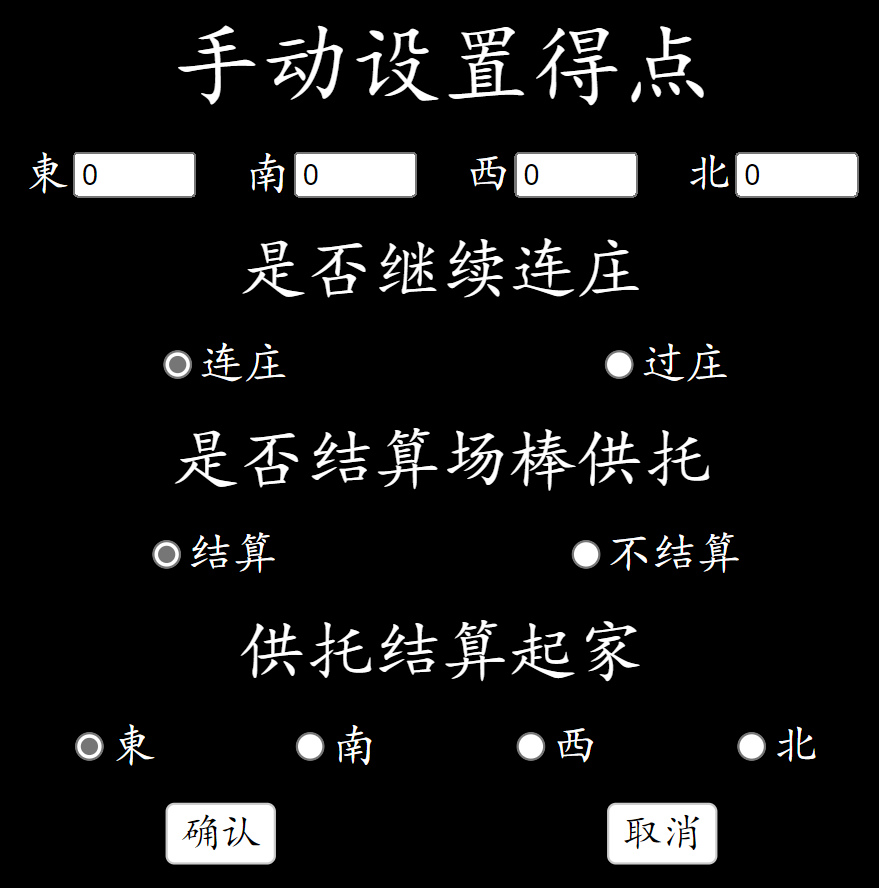 手动设置得点
東 0 南 0 西 0 北 0
是否继续连庄
连庄 过庄
是否结算场棒供托
结算 不结算
供托结算起家
東 南 西 北
确认 取消